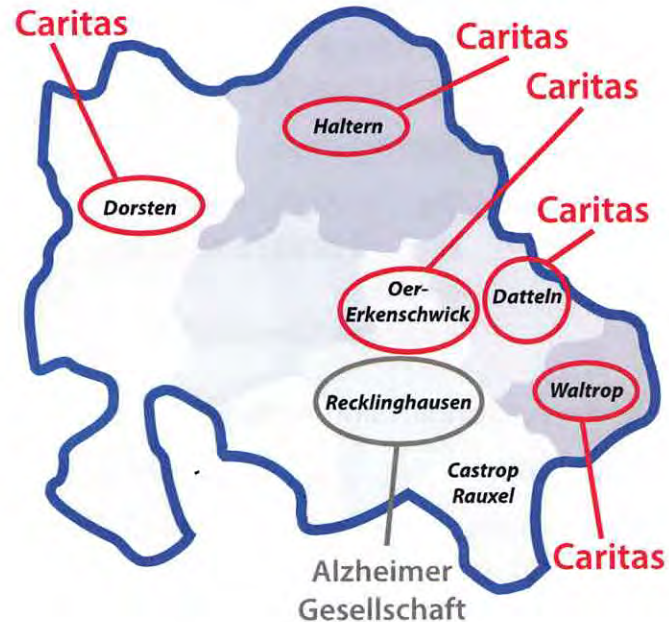 Caritas
Caritas
Caritas
Haltern
Dorsten
Caritas
Oer-
Erkenschwick
Datteln
Recklinghausen
Waltrop
Castrop
Rauxel
Caritas
Alzheimer
Gesellschaft